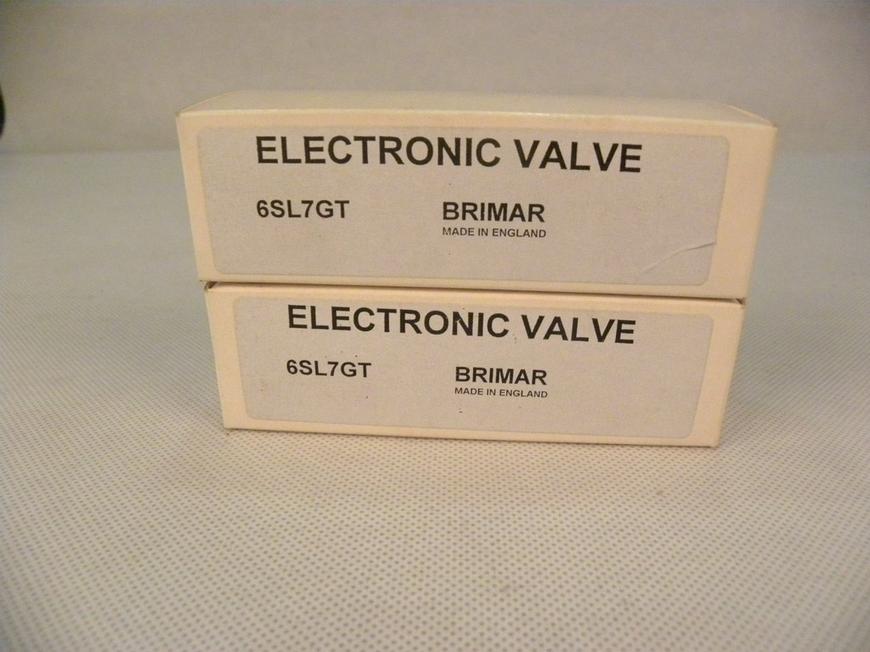 ELECTRONIC VALVE
6SL7GT BRIMAR
MADE IN ENGLAND
ELECTRONIC VALVE
6SL7GT BRIMAR
MADE IN ENGLAND